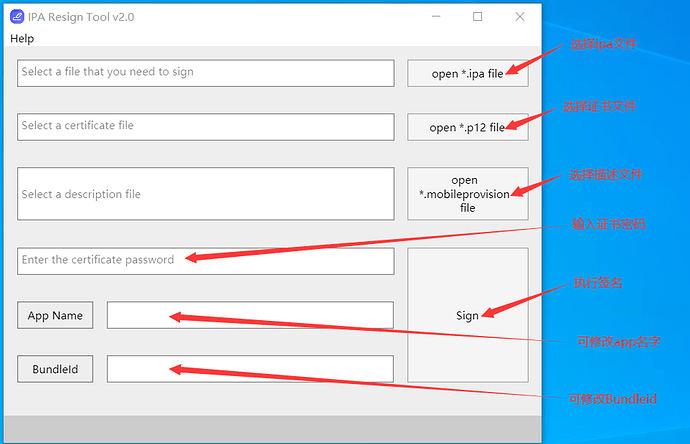 IPA Resign Tool v2.0
Help
Select a file that you need to sign
open *.ipa file
选择ipa文件
Select a certificate file
open *.p12 file
选择证书文件
Select a description file
open
*.mobileprovision
file
选择描述文件
Enter the certificate password
输入证书密码
Sign
执行签名
App Name
可修改app名字
BundleId
可修改Bundleid